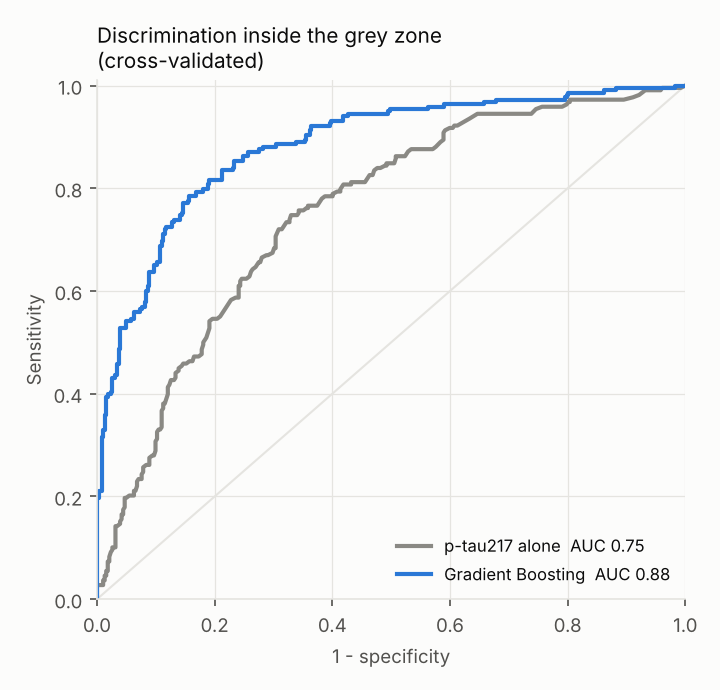 Discrimination inside the grey zone
(cross-validated)
1.0
0.8
0.6
0.4
0.2
0.0
Sensitivity
p-tau217 alone AUC 0.75
Gradient Boosting AUC 0.88
0.0 0.2 0.4 0.6 0.8 1.0
1 - specificity